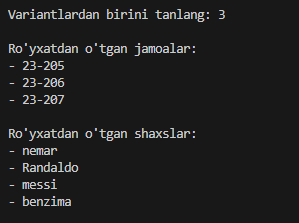 Variantlardan birini tanlang: 3
Ro'yxatdan o'tgan jamoalar:
- 23-205
- 23-206
- 23-207
Ro'yxatdan o'tgan shaxslar:
- nemar
- Randaldo
- messi
- benzima